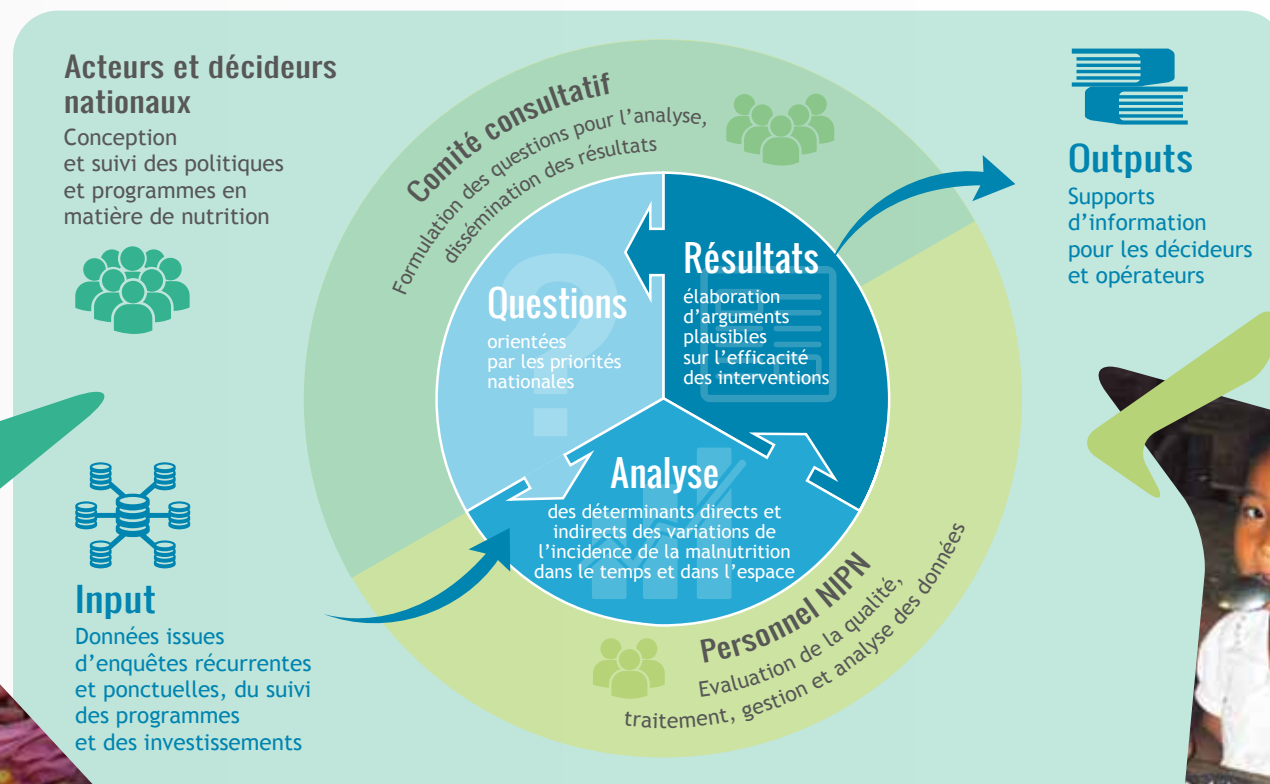 Acteurs et décideurs
nationaux
Conception
et suivi des politiques
et programmes en
matière de nutrition
Input
Données issues
d'enquêtes récurrentes
et ponctuelles, du suivi
des programmes
et des investissements
Comité consultatif
Formulation des questions pour l'analyse,
dissémination des résultats
Questions
orientées
par les priorités
nationales
?
Résultats
élaboration
d'arguments
plausibles
sur l'efficacité
des interventions
Analyse
des déterminants directs et
indirects des variations de
l'incidence de la malnutrition
dans le temps et dans l'espace
Personnel NIPN
Evaluation de la qualité,
traitement, gestion et analyse des données
Outputs
Supports
d'information
pour les décideurs
et opérateurs